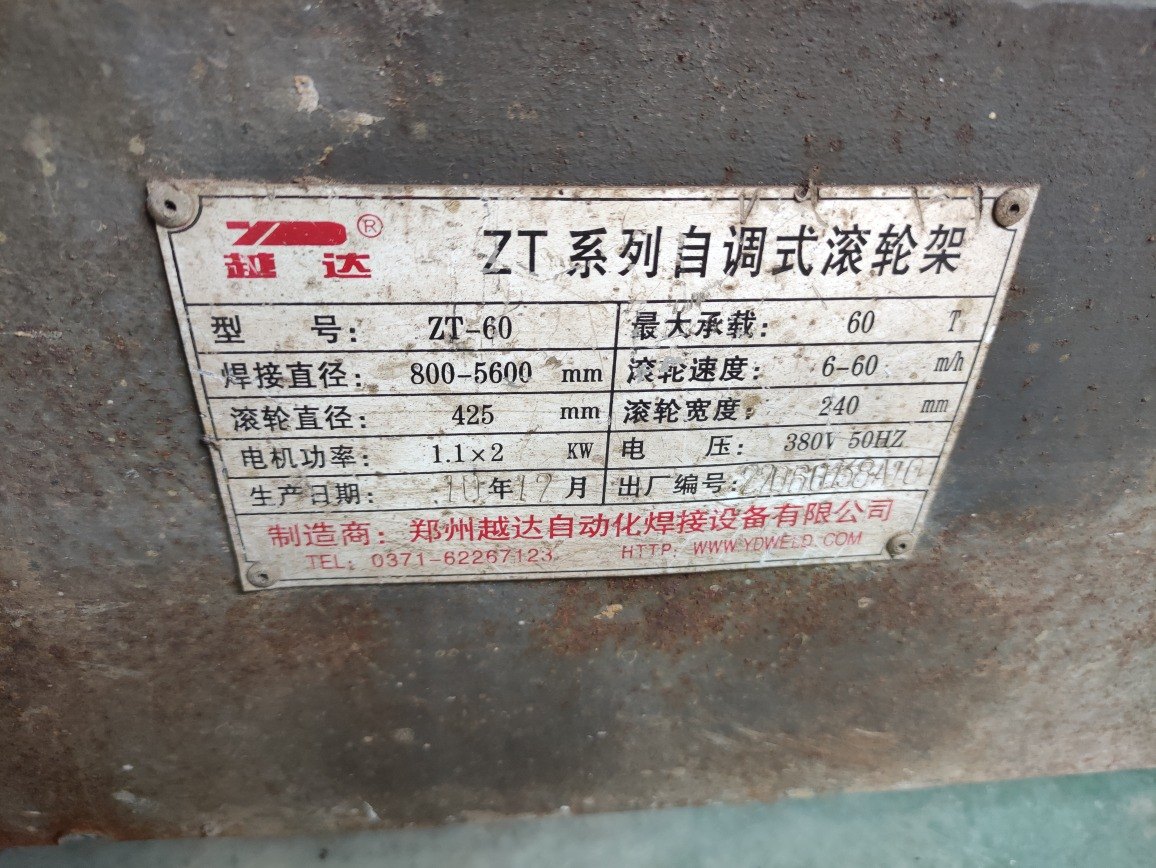 YD®
越达
ZT系列自调式滚轮架
型 号: ZT-60 最大承载: 60 T
焊接直径: 800-5600 mm 滚轮速度: 6-60 m/h
滚轮直径: 425 mm 滚轮宽度: 240 mm
电机功率: 1.1×2 KW 电 压: 380V 50HZ
生产日期: 10年12月 出厂编号:
制造商: 郑州越达自动化焊接设备有限公司
TEL: 0371-62267123 HTTP: WWW.YDWELD.COM